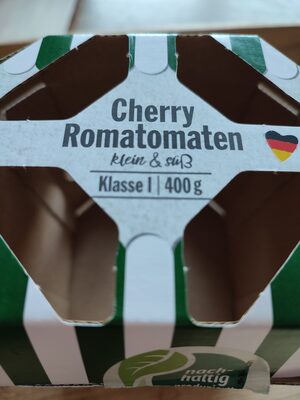 Cherry
Romatomaten
klein & süß
Klasse I | 400 g
nach-
haltig